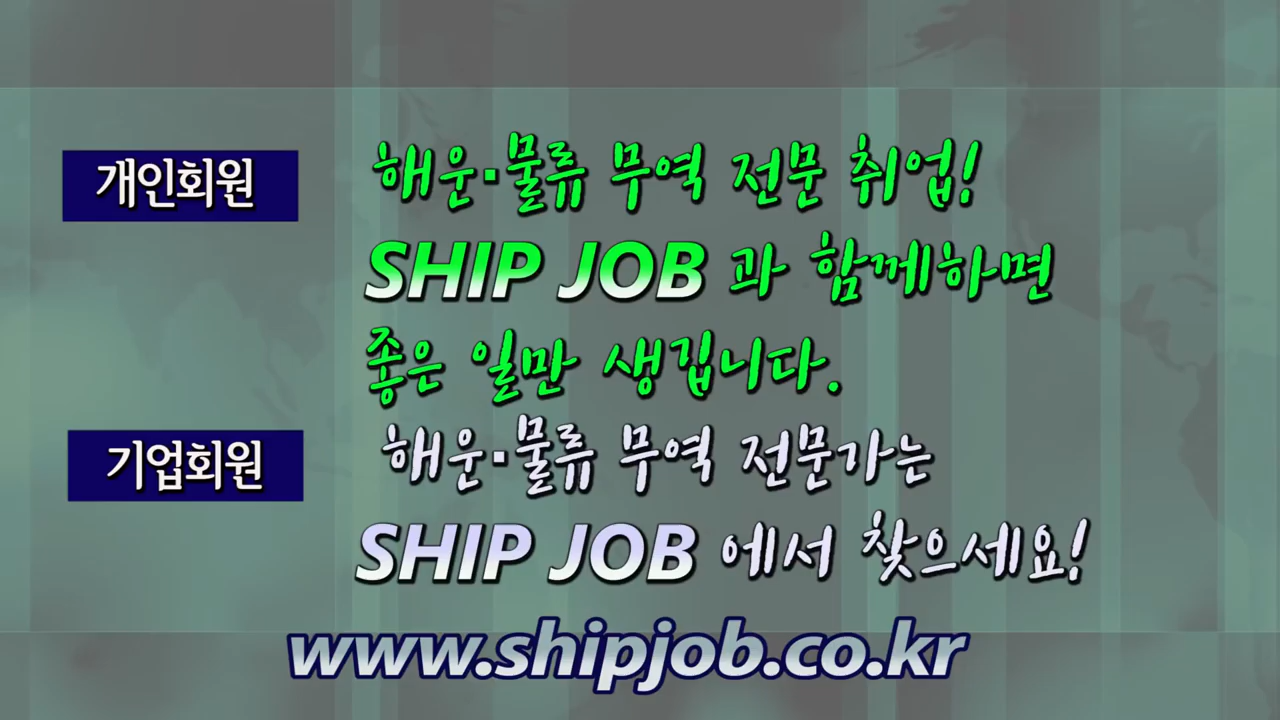 개인회원
해운·물류 무역 전문 취업!
SHIP JOB 과 함께하면
좋은 일만 생깁니다.
기업회원
해운·물류 무역 전문가는
SHIP JOB 에서 찾으세요!
www.shipjob.co.kr